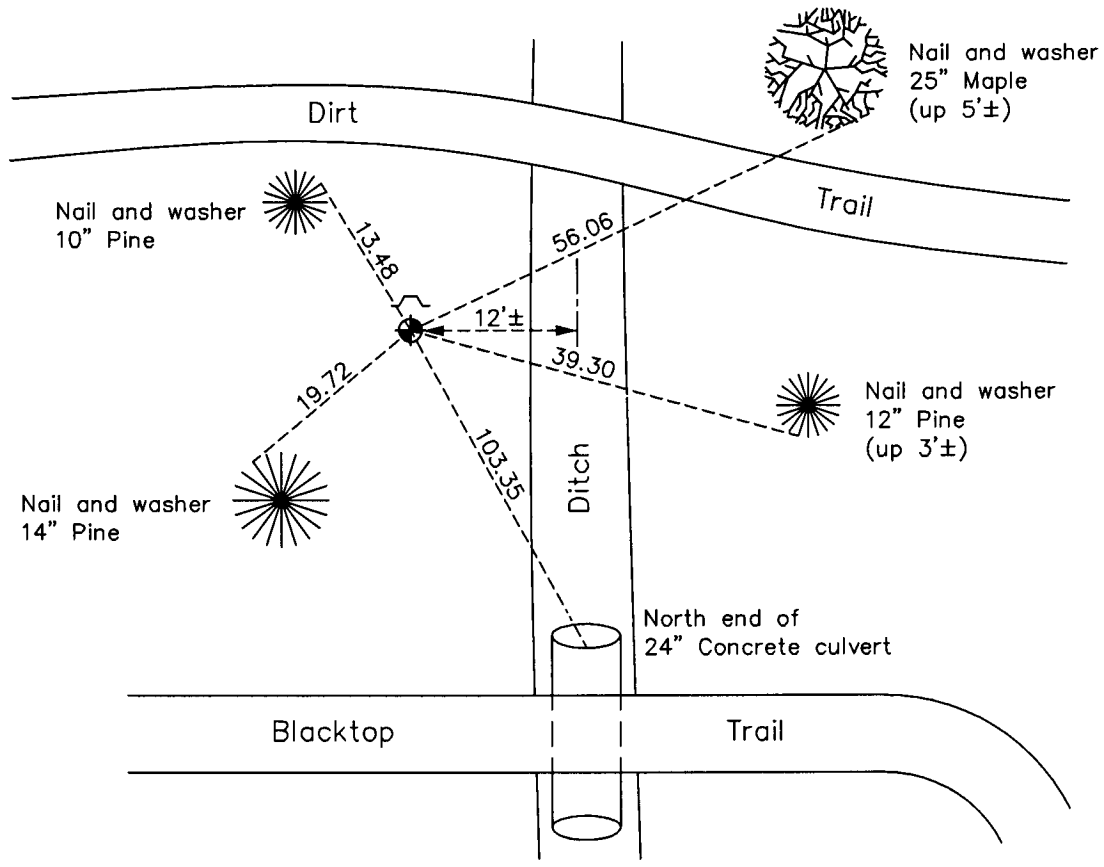 Nail and washer
25” Maple
(up 5'±)
Dirt
Trail
Nail and washer
10” Pine
13.48
56.06
12'±
39.30
19.72
Nail and washer
12” Pine
(up 3'±)
103.35
Ditch
Nail and washer
14” Pine
North end of
24” Concrete culvert
Blacktop
Trail